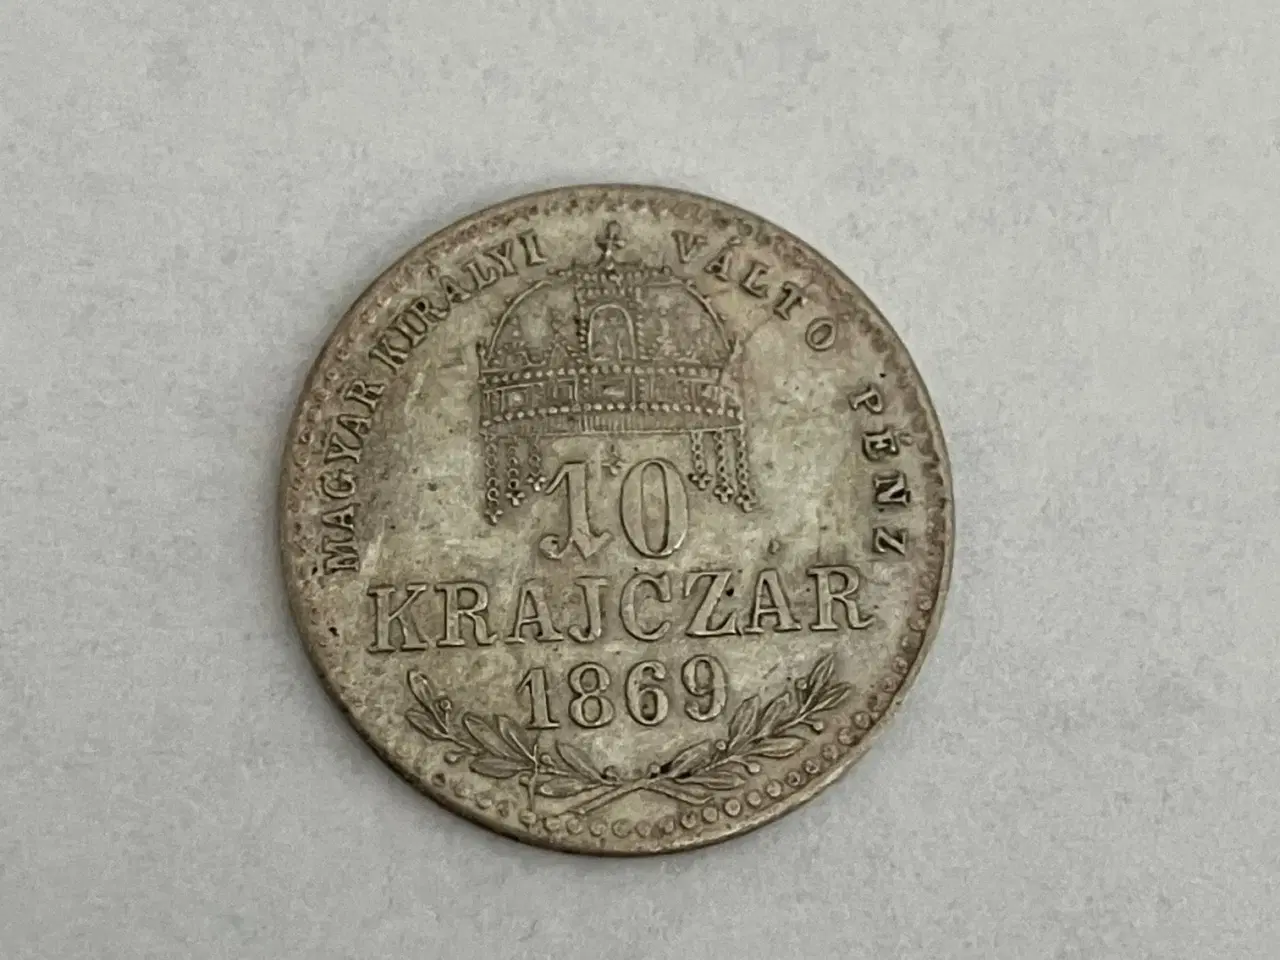 MAGYAR KIRÁLYI VÁLTO PÉNZ
10
KRAJCZÁR
1869